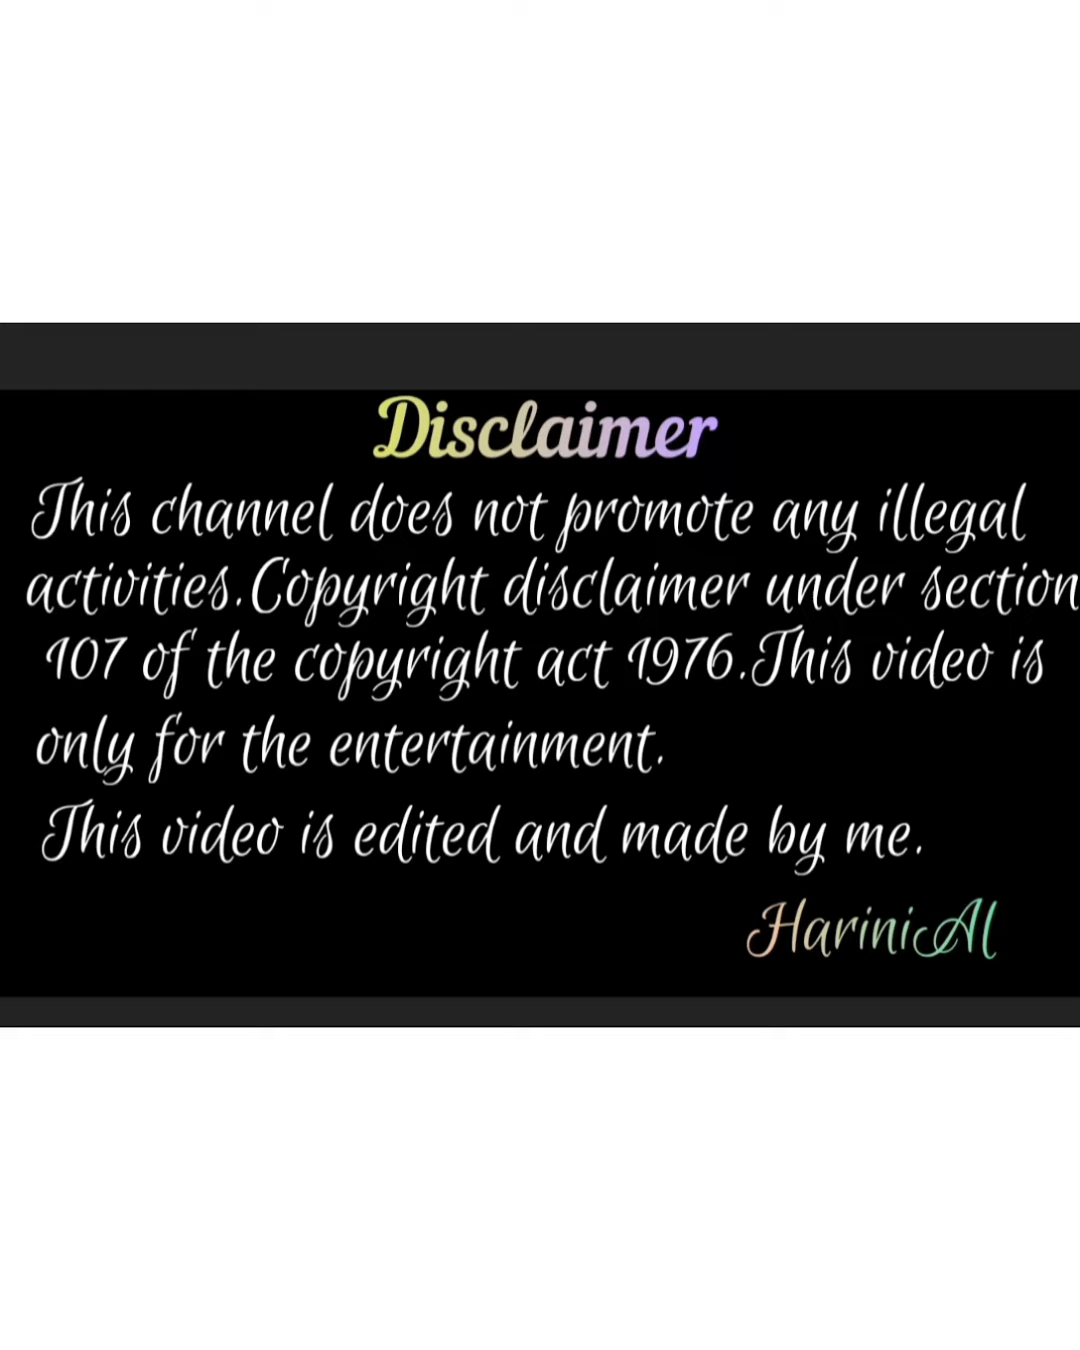 Disclaimer
This channel does not promote any illegal
activities.Copyright disclaimer under section
107 of the copyright act 1976.This video is
only for the entertainment.
This video is edited and made by me.
HariniAl